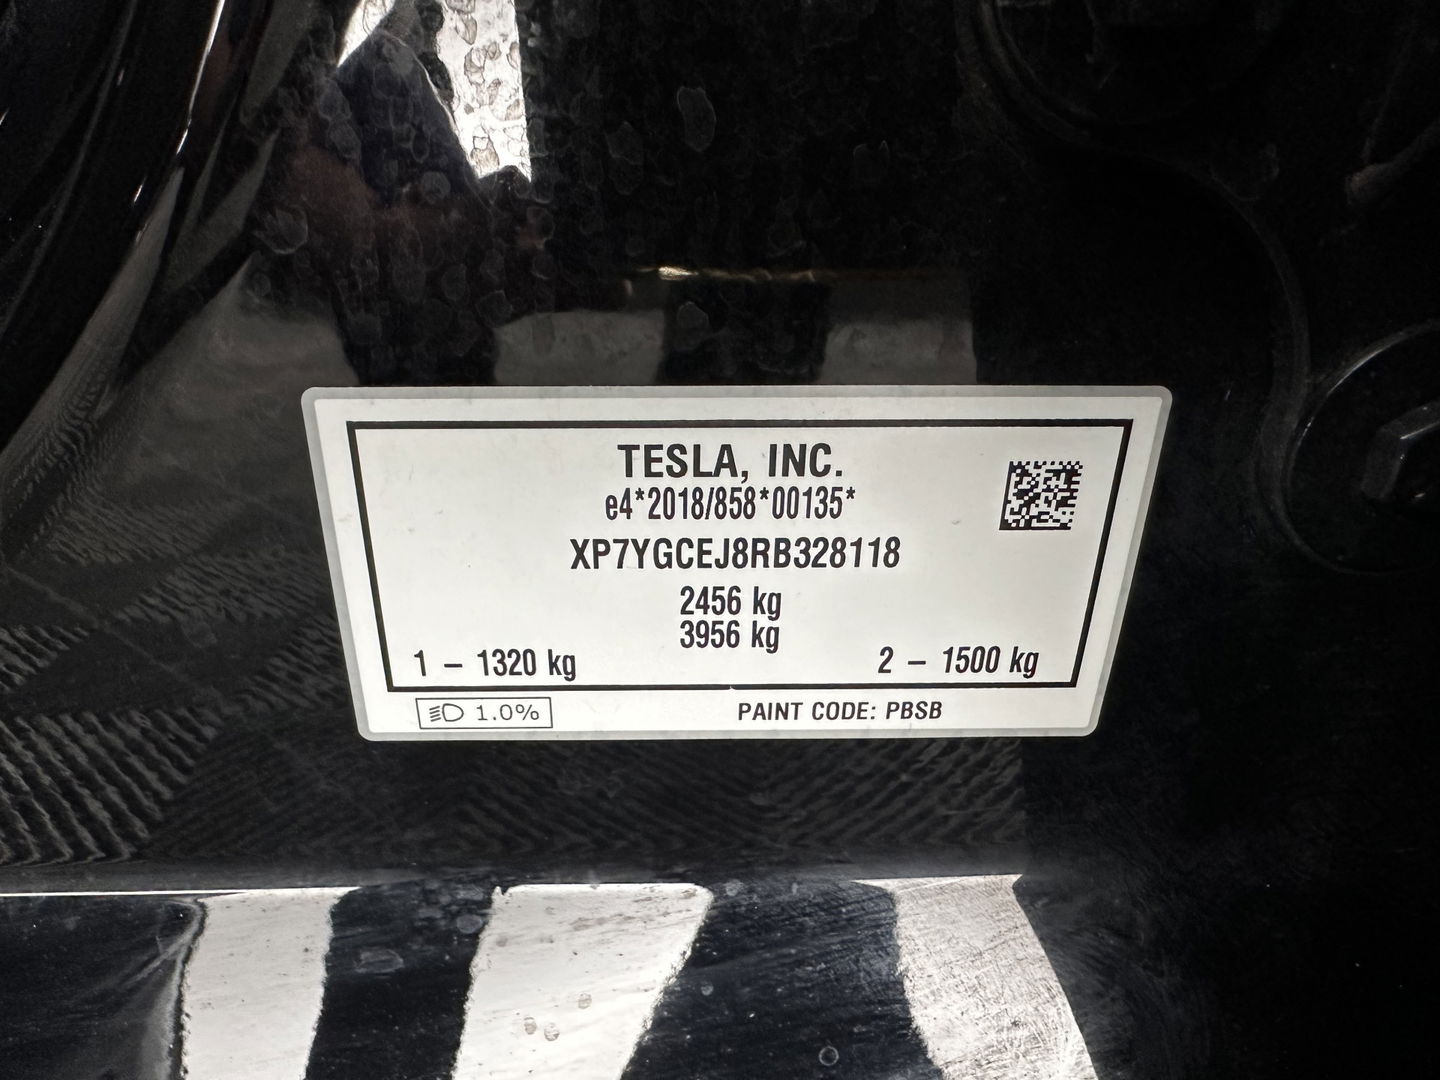 TESLA, INC.
e4*2018/858*00135*
XP7YGCEJ8RB328118
2456 kg
3956 kg
1 – 1320 kg
2 – 1500 kg
1.0%
PAINT CODE: PBSB